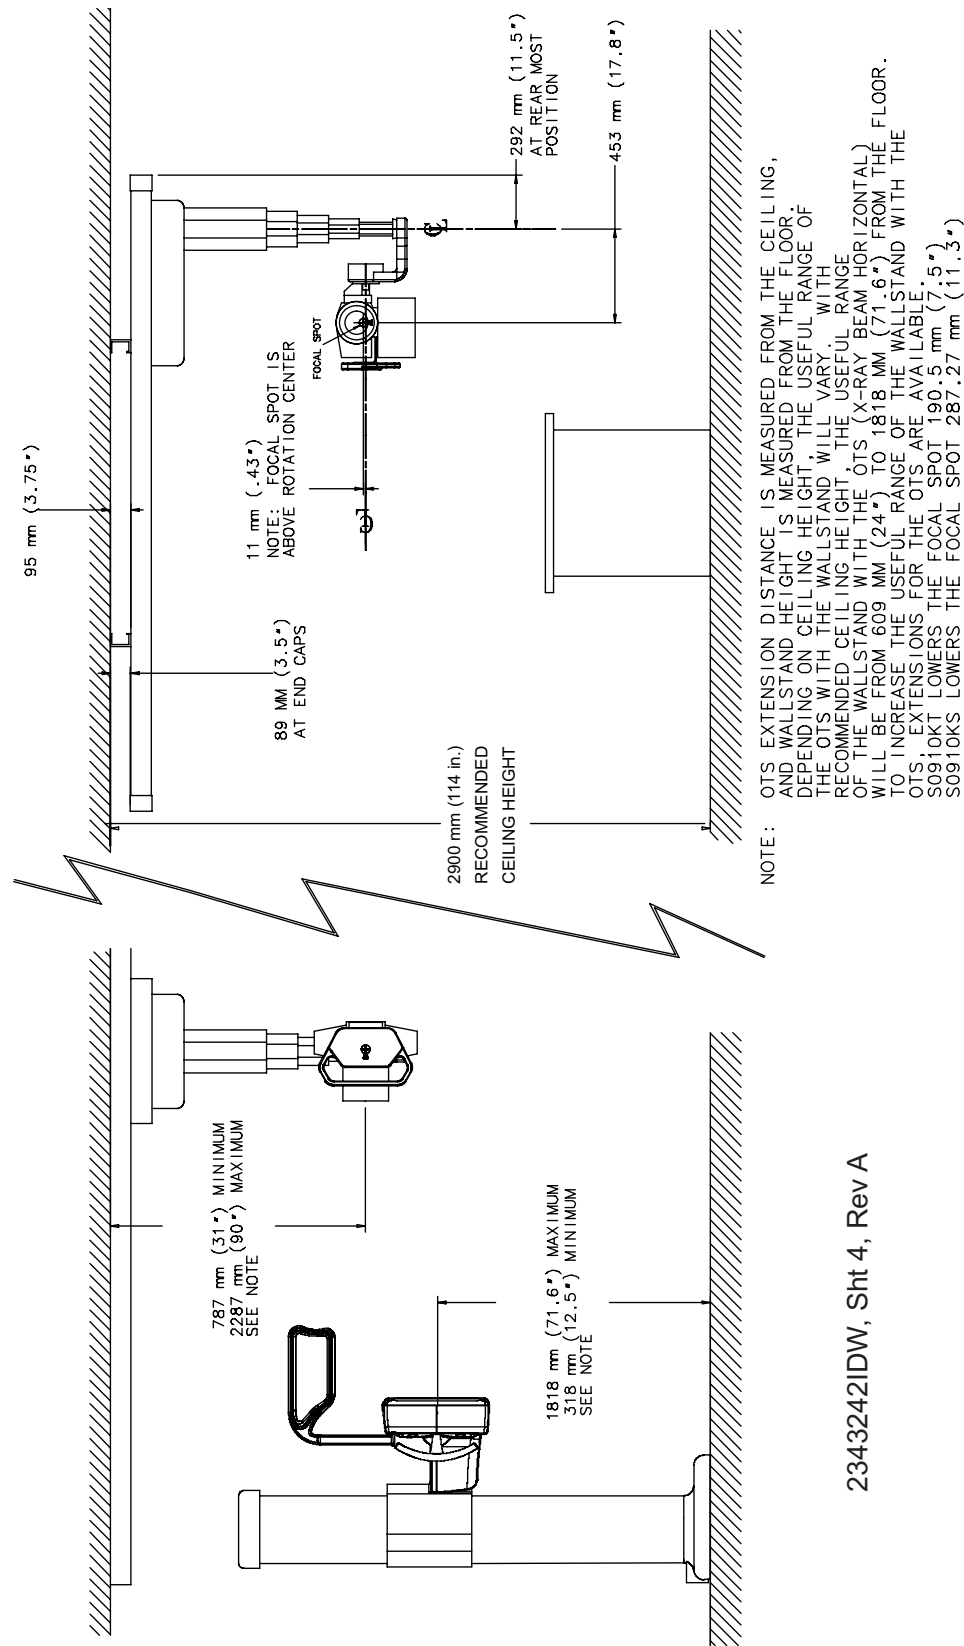 95 mm (3.75")
89 MM (3.5")
AT END CAPS
11 mm (.43")
NOTE: FOCAL SPOT IS
ABOVE ROTATION CENTER
FOCAL SPOT
292 mm (11.5")
AT REAR MOST
POSITION
453 mm (17.8")
2900 mm (114 in.)
RECOMMENDED
CEILING HEIGHT
787 mm (31") MINIMUM
2287 mm (90") MAXIMUM
SEE NOTE
1818 mm (71.6") MAXIMUM
318 mm (12.5") MINIMUM
SEE NOTE
NOTE: OTS EXTENSION DISTANCE IS MEASURED FROM THE CEILING,
AND WALLSTAND HEIGHT IS MEASURED FROM THE FLOOR.
DEPENDING ON CEILING HEIGHT, THE USEFUL RANGE OF
THE OTS WITH THE WALLSTAND WILL VARY. WITH
RECOMMENDED CEILING HEIGHT, THE USEFUL RANGE
OF THE WALLSTAND WITH THE OTS (X-RAY BEAM HORIZONTAL)
WILL BE FROM 609 MM (24") TO 1818 MM (71.6") FROM THE FLOOR.
TO INCREASE THE USEFUL RANGE OF THE WALLSTAND WITH THE
OTS, EXTENSIONS FOR THE OTS ARE AVAILABLE.
S0910KT LOWERS THE FOCAL SPOT 190.5 mm (7.5")
S0910KS LOWERS THE FOCAL SPOT 287.27 mm (11.3")
2343242IDW, Sht 4, Rev A